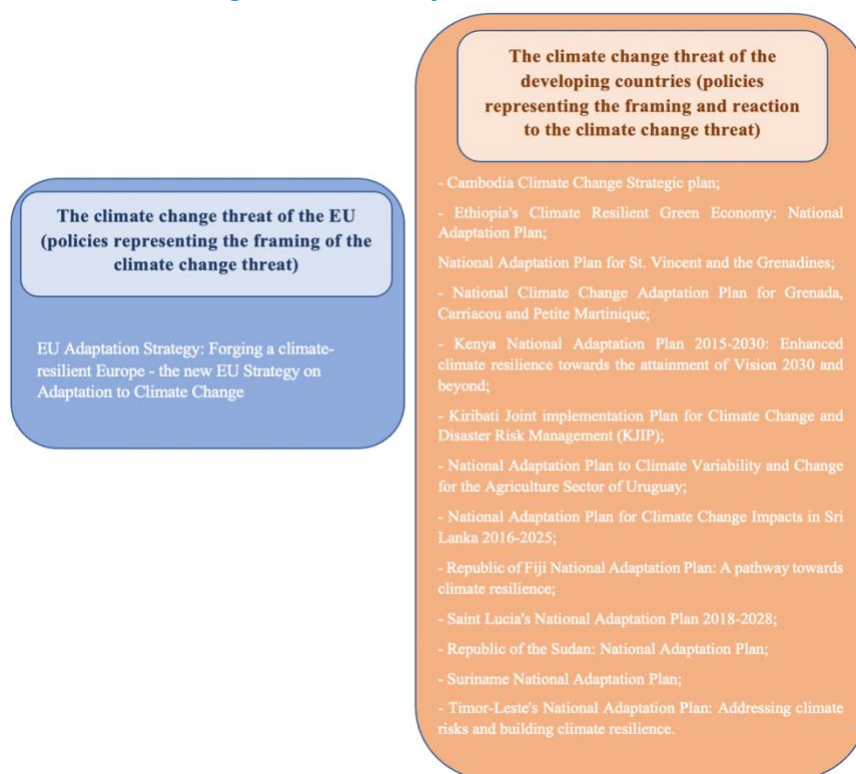 The climate change threat of the EU
(policies representing the framing of the
climate change threat)
EU Adaptation Strategy: Forging a climate-
resilient Europe - the new EU Strategy on
Adaptation to Climate Change
The climate change threat of the
developing countries (policies
representing the framing and reaction
to the climate change threat)
- Cambodia Climate Change Strategic plan;
- Ethiopia's Climate Resilient Green Economy: National
Adaptation Plan;
National Adaptation Plan for St. Vincent and the Grenadines;
- National Climate Change Adaptation Plan for Grenada,
Carriacou and Petite Martinique;
- Kenya National Adaptation Plan 2015-2030: Enhanced
climate resilience towards the attainment of Vision 2030 and
beyond;
- Kiribati Joint implementation Plan for Climate Change and
Disaster Risk Management (KJIP);
- National Adaptation Plan to Climate Variability and Change
for the Agriculture Sector of Uruguay;
- National Adaptation Plan for Climate Change Impacts in Sri
Lanka 2016-2025;
- Republic of Fiji National Adaptation Plan: A pathway towards
climate resilience;
- Saint Lucia's National Adaptation Plan 2018-2028;
- Republic of the Sudan: National Adaptation Plan;
- Suriname National Adaptation Plan;
- Timor-Leste's National Adaptation Plan: Addressing climate
risks and building climate resilience.